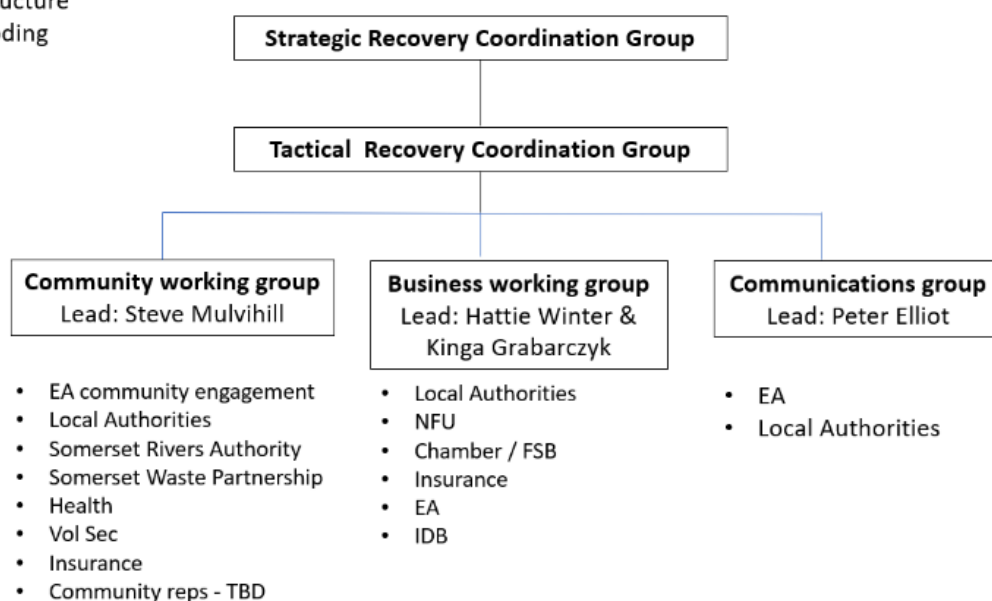 ucture
ding
Strategic Recovery Coordination Group
Tactical Recovery Coordination Group
Community working group
Lead: Steve Mulvihill
Business working group
Lead: Hattie Winter &
Kinga Grabarczyk
Communications group
Lead: Peter Elliot
• EA community engagement
• Local Authorities
• Somerset Rivers Authority
• Somerset Waste Partnership
• Health
• Vol Sec
• Insurance
• Community reps - TBD
• Local Authorities
• NFU
• Chamber / FSB
• Insurance
• EA
• IDB
• EA
• Local Authorities